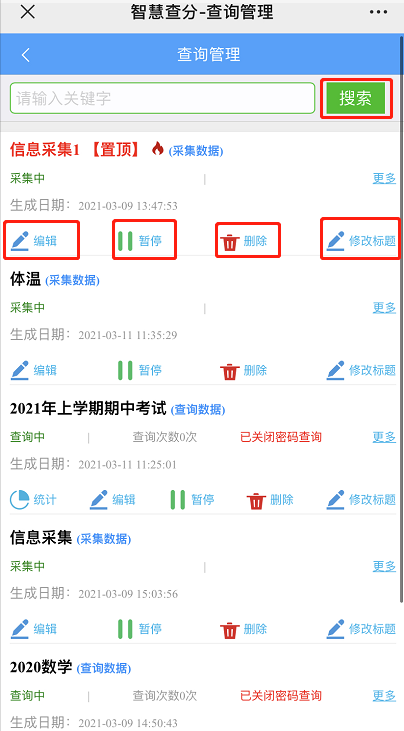 智慧查分-查询管理
查询管理
请输入关键字 搜索
信息采集1 【置顶】 (采集数据)
采集中 | 更多
生成日期: 2021-03-09 13:47:53
编辑 暂停 删除 修改标题
体温 (采集数据)
采集中 | 更多
生成日期: 2021-03-11 11:35:29
编辑 暂停 删除 修改标题
2021年上学期期中考试 (查询数据)
查询中 | 查询次数0次 已关闭密码查询 更多
生成日期: 2021-03-11 11:25:01
统计 编辑 暂停 删除 修改标题
信息采集 (采集数据)
采集中 | 更多
生成日期: 2021-03-09 15:03:56
编辑 暂停 删除 修改标题
2020数学 (查询数据)
查询中 | 查询次数0次 已关闭密码查询 更多
生成日期: 2021-03-09 14:50:43